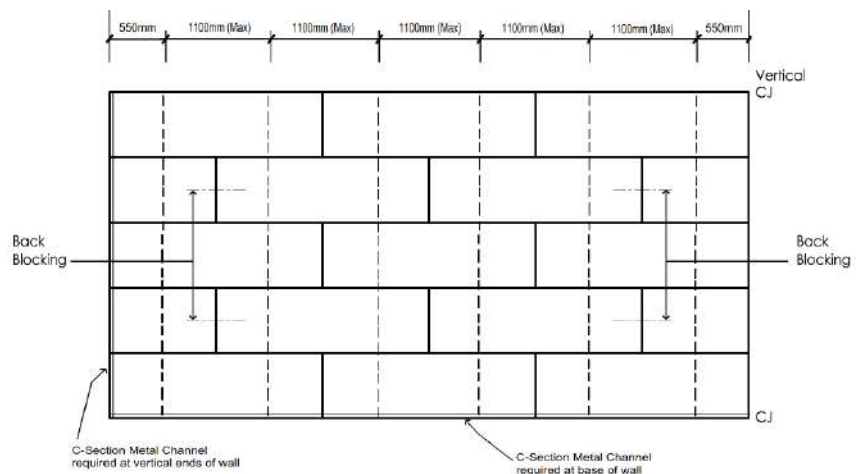 550mm 1100mm (Max) 1100mm (Max) 1100mm (Max) 1100mm (Max) 1100mm (Max) 550mm
Vertical
CJ
Back
Blocking
Back
Blocking
CJ
C-Section Metal Channel
required at vertical ends of wall
C-Section Metal Channel
required at base of wall